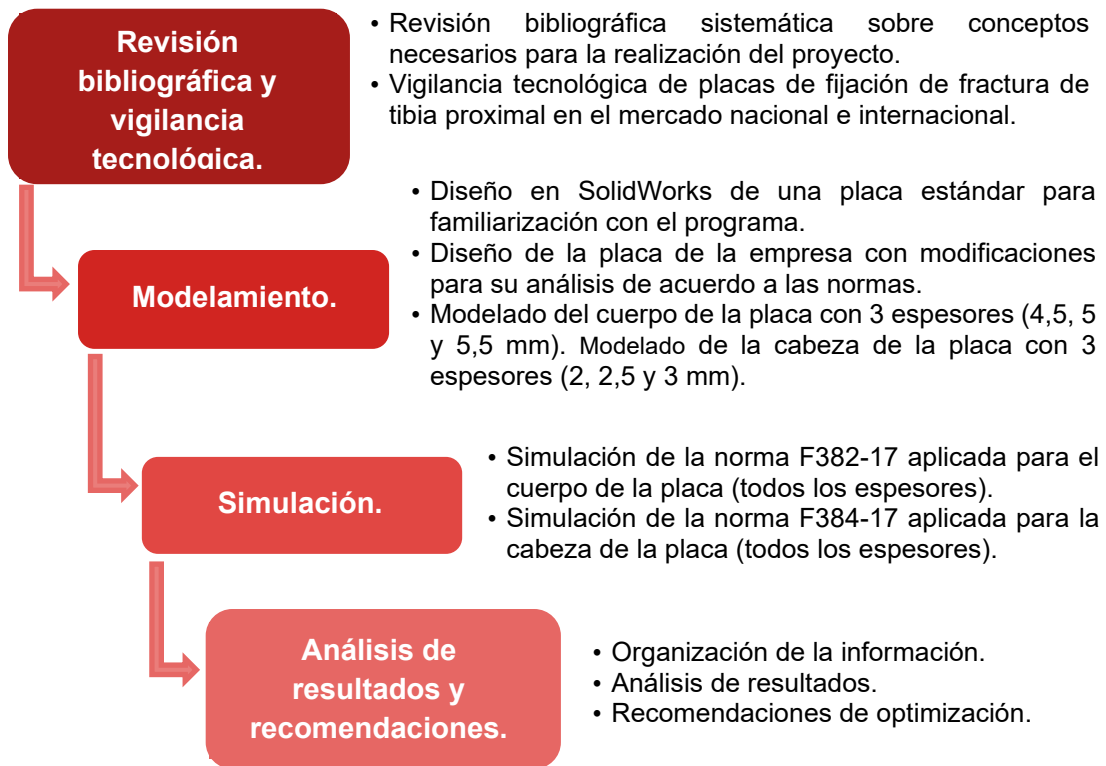 Revisión
bibliográfica y
vigilancia
tecnológica.
• Revisión bibliográfica sistemática sobre conceptos
necesarios para la realización del proyecto.
• Vigilancia tecnológica de placas de fijación de fractura de
tibia proximal en el mercado nacional e internacional.
Modelamiento.
• Diseño en SolidWorks de una placa estándar para
familiarización con el programa.
• Diseño de la placa de la empresa con modificaciones
para su análisis de acuerdo a las normas.
• Modelado del cuerpo de la placa con 3 espesores (4,5, 5
y 5,5 mm). Modelado de la cabeza de la placa con 3
espesores (2, 2,5 y 3 mm).
Simulación.
• Simulación de la norma F382-17 aplicada para el
cuerpo de la placa (todos los espesores).
• Simulación de la norma F384-17 aplicada para la
cabeza de la placa (todos los espesores).
Análisis de
resultados y
recomendaciones.
• Organización de la información.
• Análisis de resultados.
• Recomendaciones de optimización.